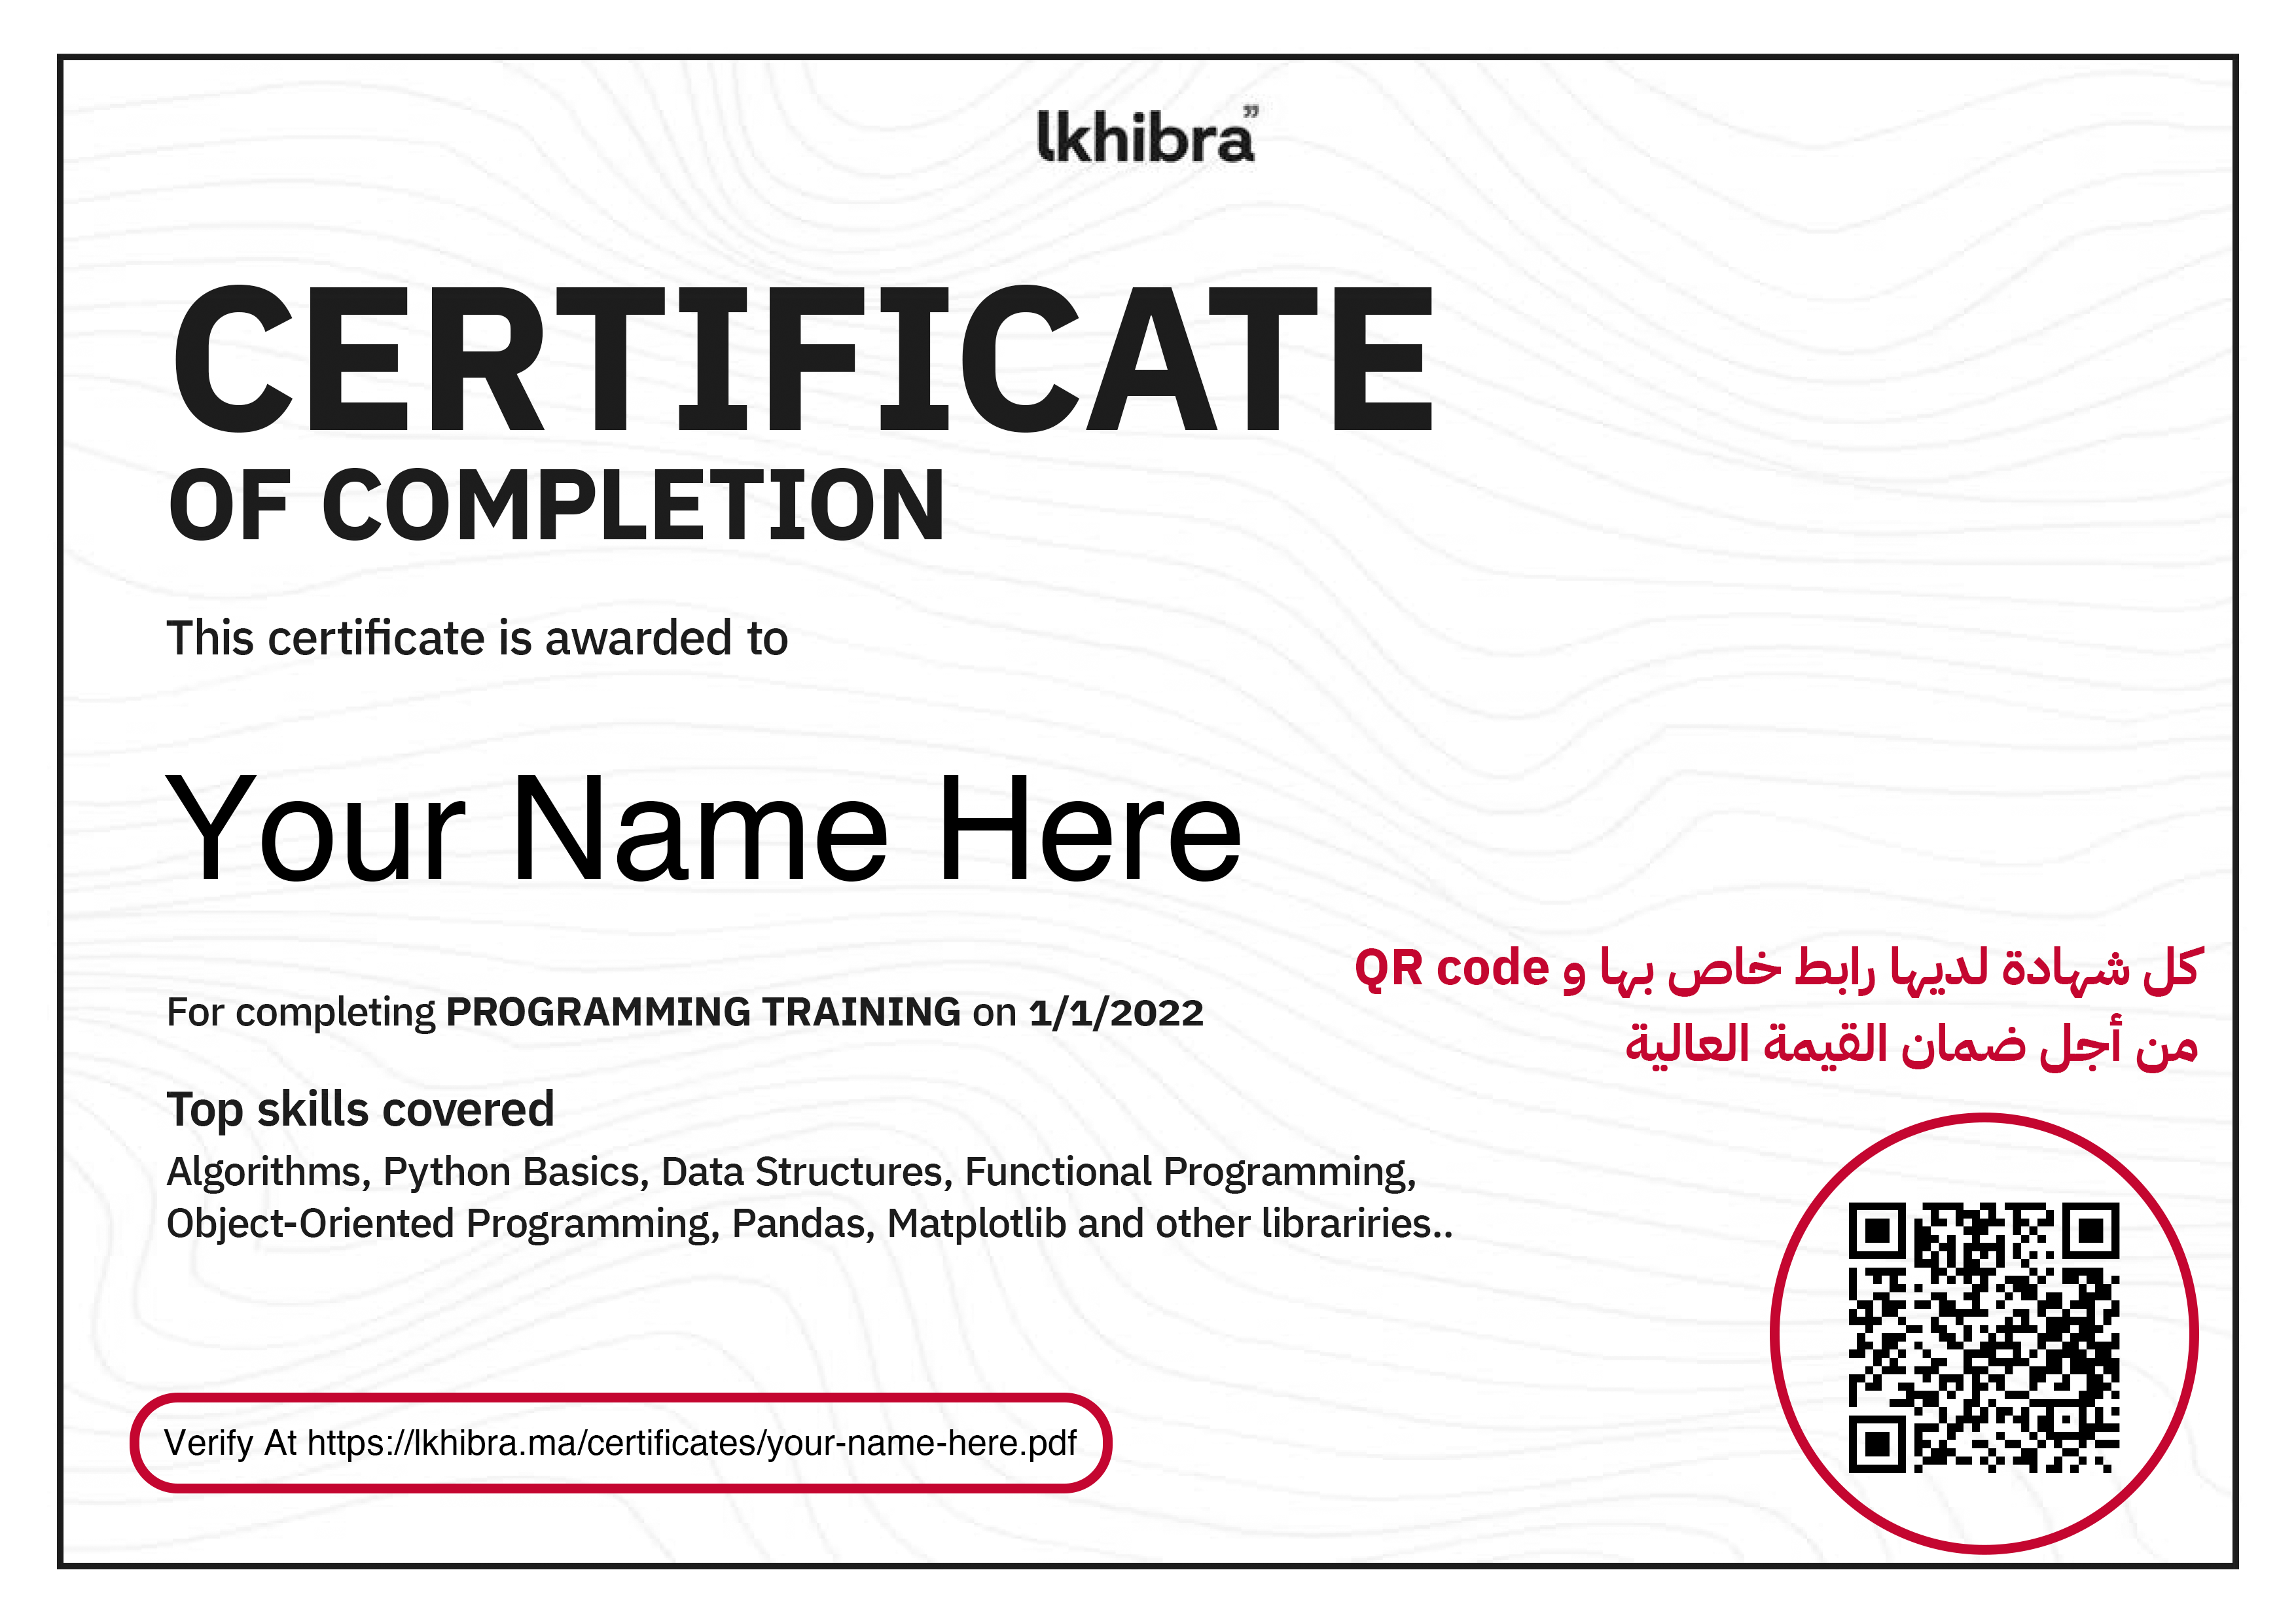 lkhibra”
CERTIFICATE
OF COMPLETION
This certificate is awarded to
Your Name Here
كل شهادة لديها رابط خاص بها و QR code
من أجل ضمان القيمة العالية
For completing PROGRAMMING TRAINING on 1/1/2022
Top skills covered
Algorithms, Python Basics, Data Structures, Functional Programming,
Object-Oriented Programming, Pandas, Matplotlib and other librariries..
Verify At https://lkhibra.ma/certificates/your-name-here.pdf